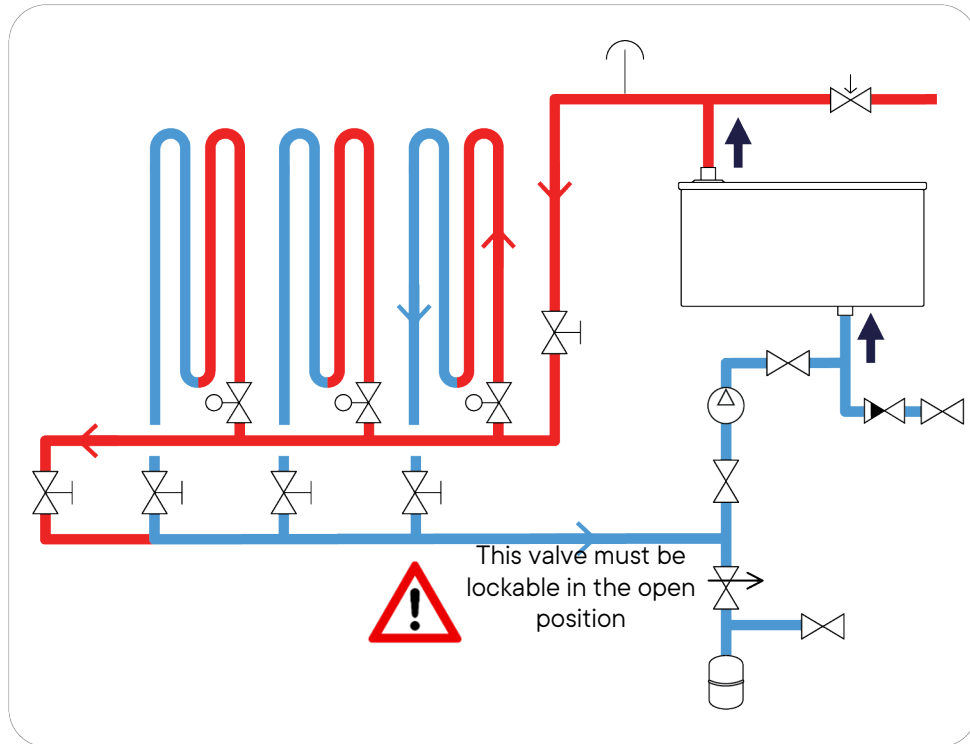 This valve must be
lockable in the open
position